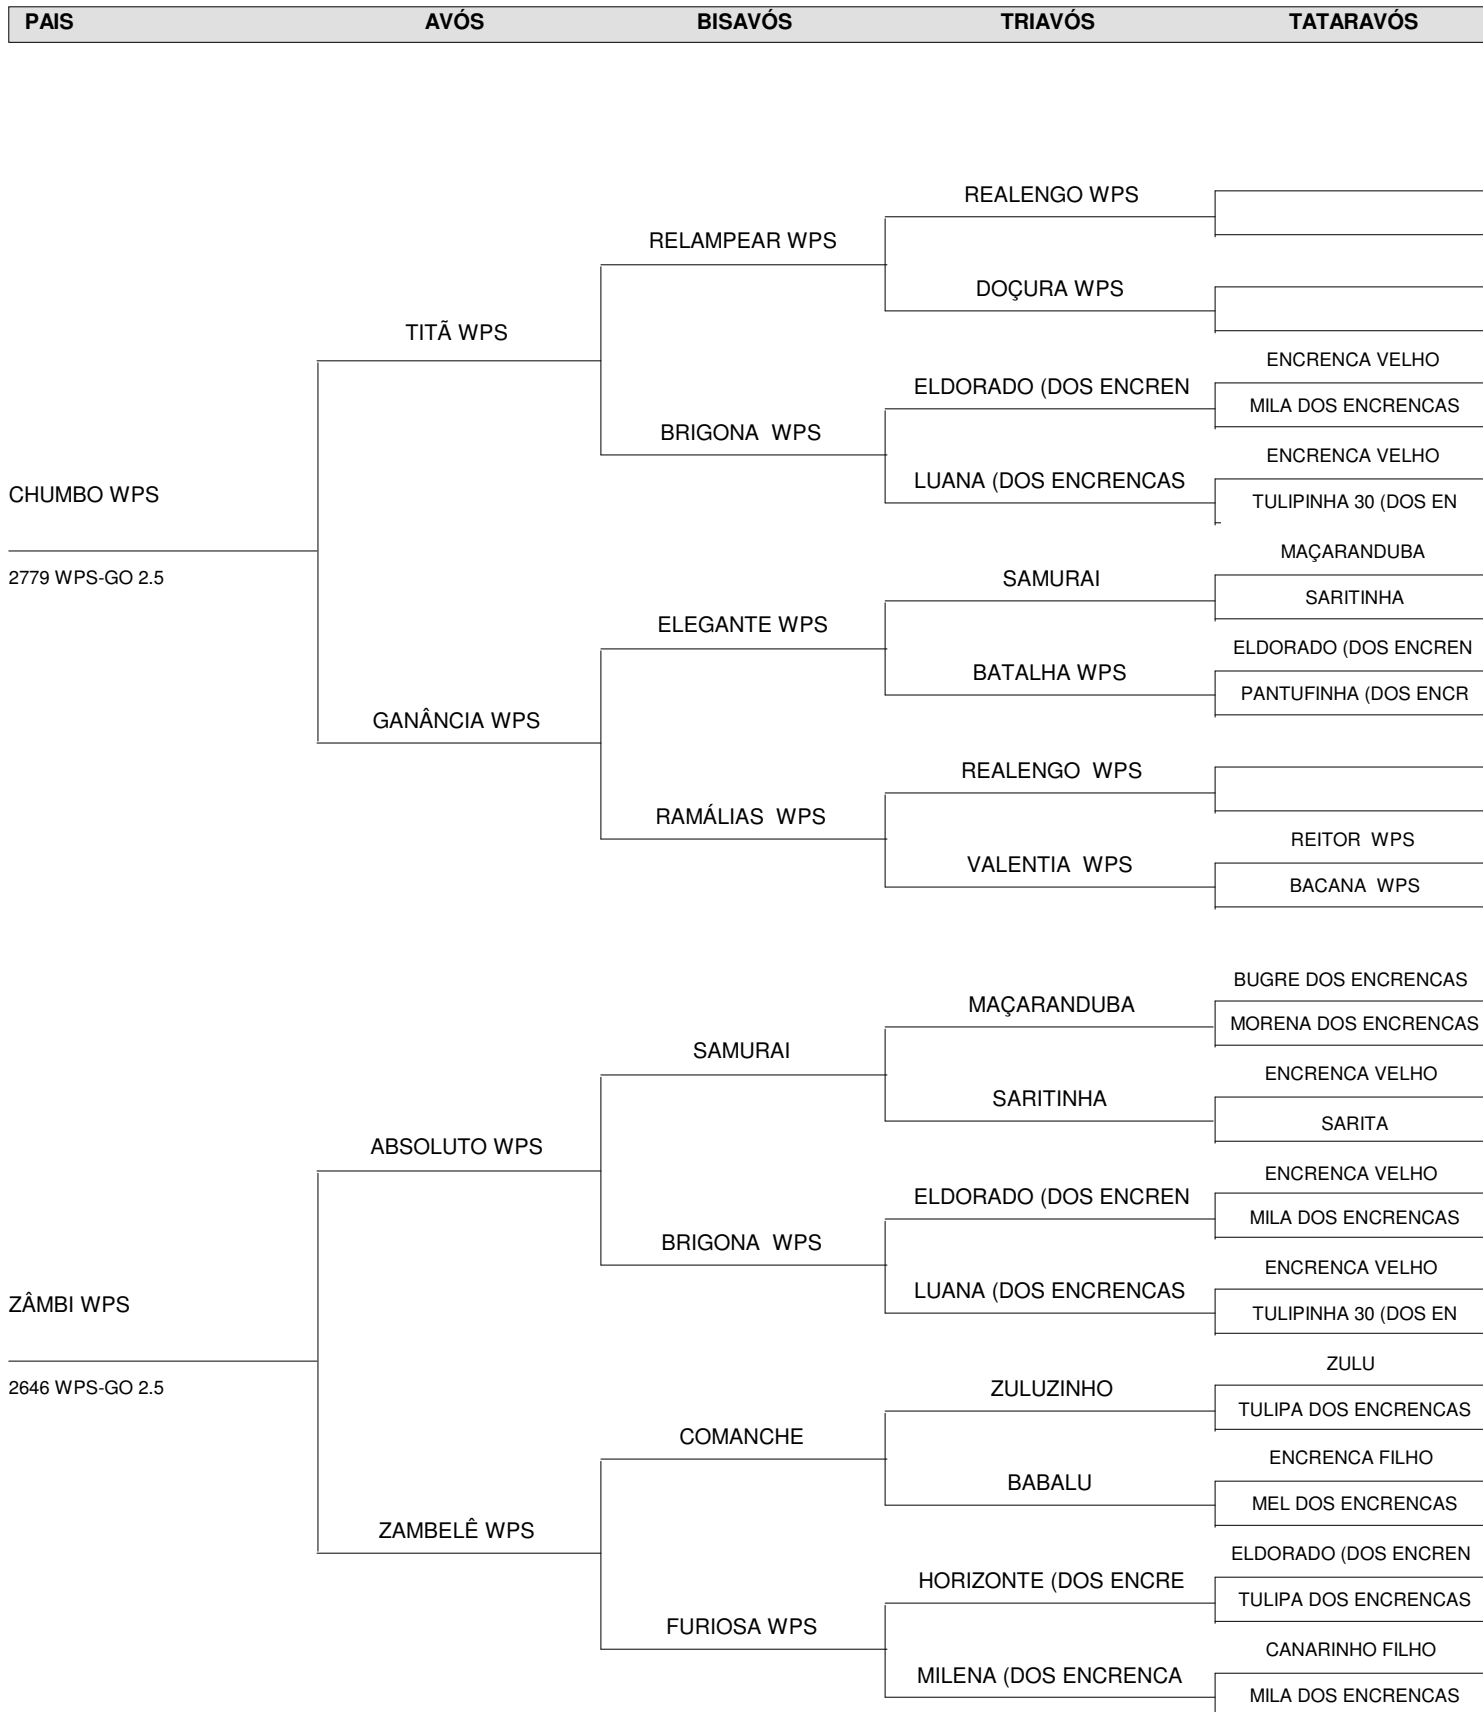 PAIS AVÓS BISAVÓS TRIAVÓS TATARAVÓS
REALENGO WPS
RELAMPEAR WPS
DOÇURA WPS
TITÃ WPS
ENCRENCA VELHO
ELDORADO (DOS ENCREN
MILA DOS ENCRENCAS
BRIGONA WPS
ENCRENCA VELHO
LUANA (DOS ENCRENCAS
TULIPINHA 30 (DOS EN
CHUMBO WPS
2779 WPS-GO 2.5
MAÇARANDUBA
SAMURAI
SARITINHA
ELEGANTE WPS
ELDORADO (DOS ENCREN
BATALHA WPS
PANTUFINHA (DOS ENCR
GANÂNCIA WPS
REALENGO WPS
RAMÁLIAS WPS
REITOR WPS
VALENTIA WPS
BACANA WPS
BUGRE DOS ENCRENCAS
MAÇARANDUBA
MORENA DOS ENCRENCAS
SAMURAI
ENCRENCA VELHO
SARITINHA
SARITA
ABSOLUTO WPS
ENCRENCA VELHO
ELDORADO (DOS ENCREN
MILA DOS ENCRENCAS
BRIGONA WPS
ENCRENCA VELHO
LUANA (DOS ENCRENCAS
TULIPINHA 30 (DOS EN
ZÂMBI WPS
2646 WPS-GO 2.5
ZULU
ZULUZINHO
TULIPA DOS ENCRENCAS
COMANCHE
ENCRENCA FILHO
BABALU
MEL DOS ENCRENCAS
ZAMBELÊ WPS
ELDORADO (DOS ENCREN
HORIZONTE (DOS ENCRE
TULIPA DOS ENCRENCAS
FURIOSA WPS
CANARINHO FILHO
MILENA (DOS ENCRENCA
MILA DOS ENCRENCAS